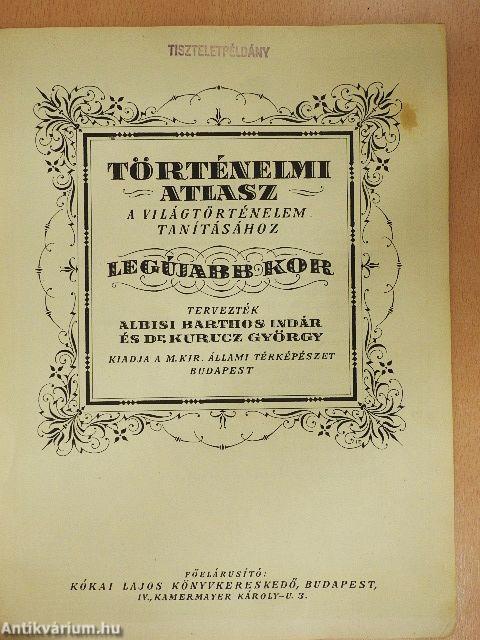 TISZTELETPÉLDÁNY
TÖRTÉNELMI
ATLASZ
A VILÁGTÖRTÉNELEM
TANÍTÁSÁHOZ
LEGÚJABB KOR
TERVEZTÉK
ALBISI BARTHOS INDÁR
ÉS DR. KURUCZ GYÖRGY
KIADJA A M. KIR. ÁLLAMI TÉRKÉPÉSZET
BUDAPEST
FŐELÁRUSÍTÓ:
KÓKAI LAJOS KÖNYVKERESKEDŐ, BUDAPEST,
IV., KAMERMAYER KÁROLY-U. 3.
Antikvárium.hu